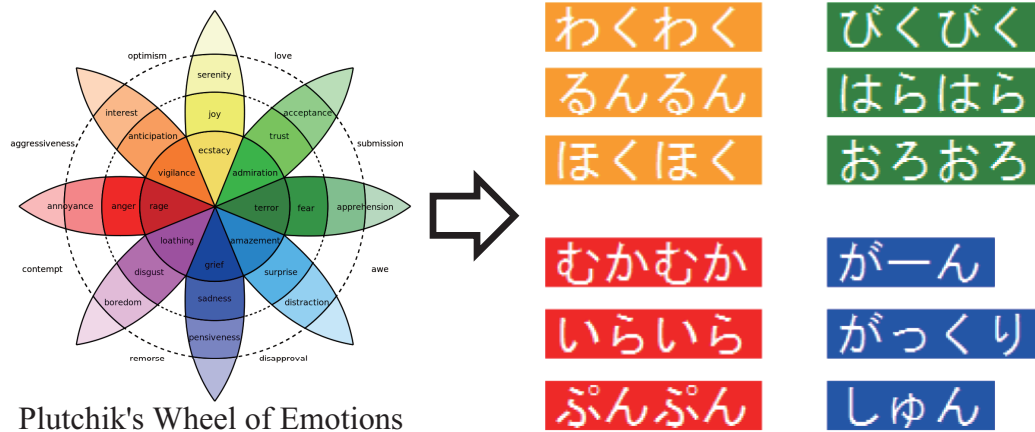 optimism
love
serenity
interest
acceptance
joy
anticipation
trust
aggressiveness
submission
ecstacy
vigilance
admiration
annoyance
anger
rage
terror
fear
apprehension
loathing
amazement
grief
contempt
disgust
surprise
awe
boredom
sadness
distraction
pensiveness
remorse
disapproval
Plutchik's Wheel of Emotions
わくわく
るんるん
ほくほく
びくびく
はらはら
おろおろ
むかむか
いらいら
ぷんぷん
がーん
がっくり
しゅん